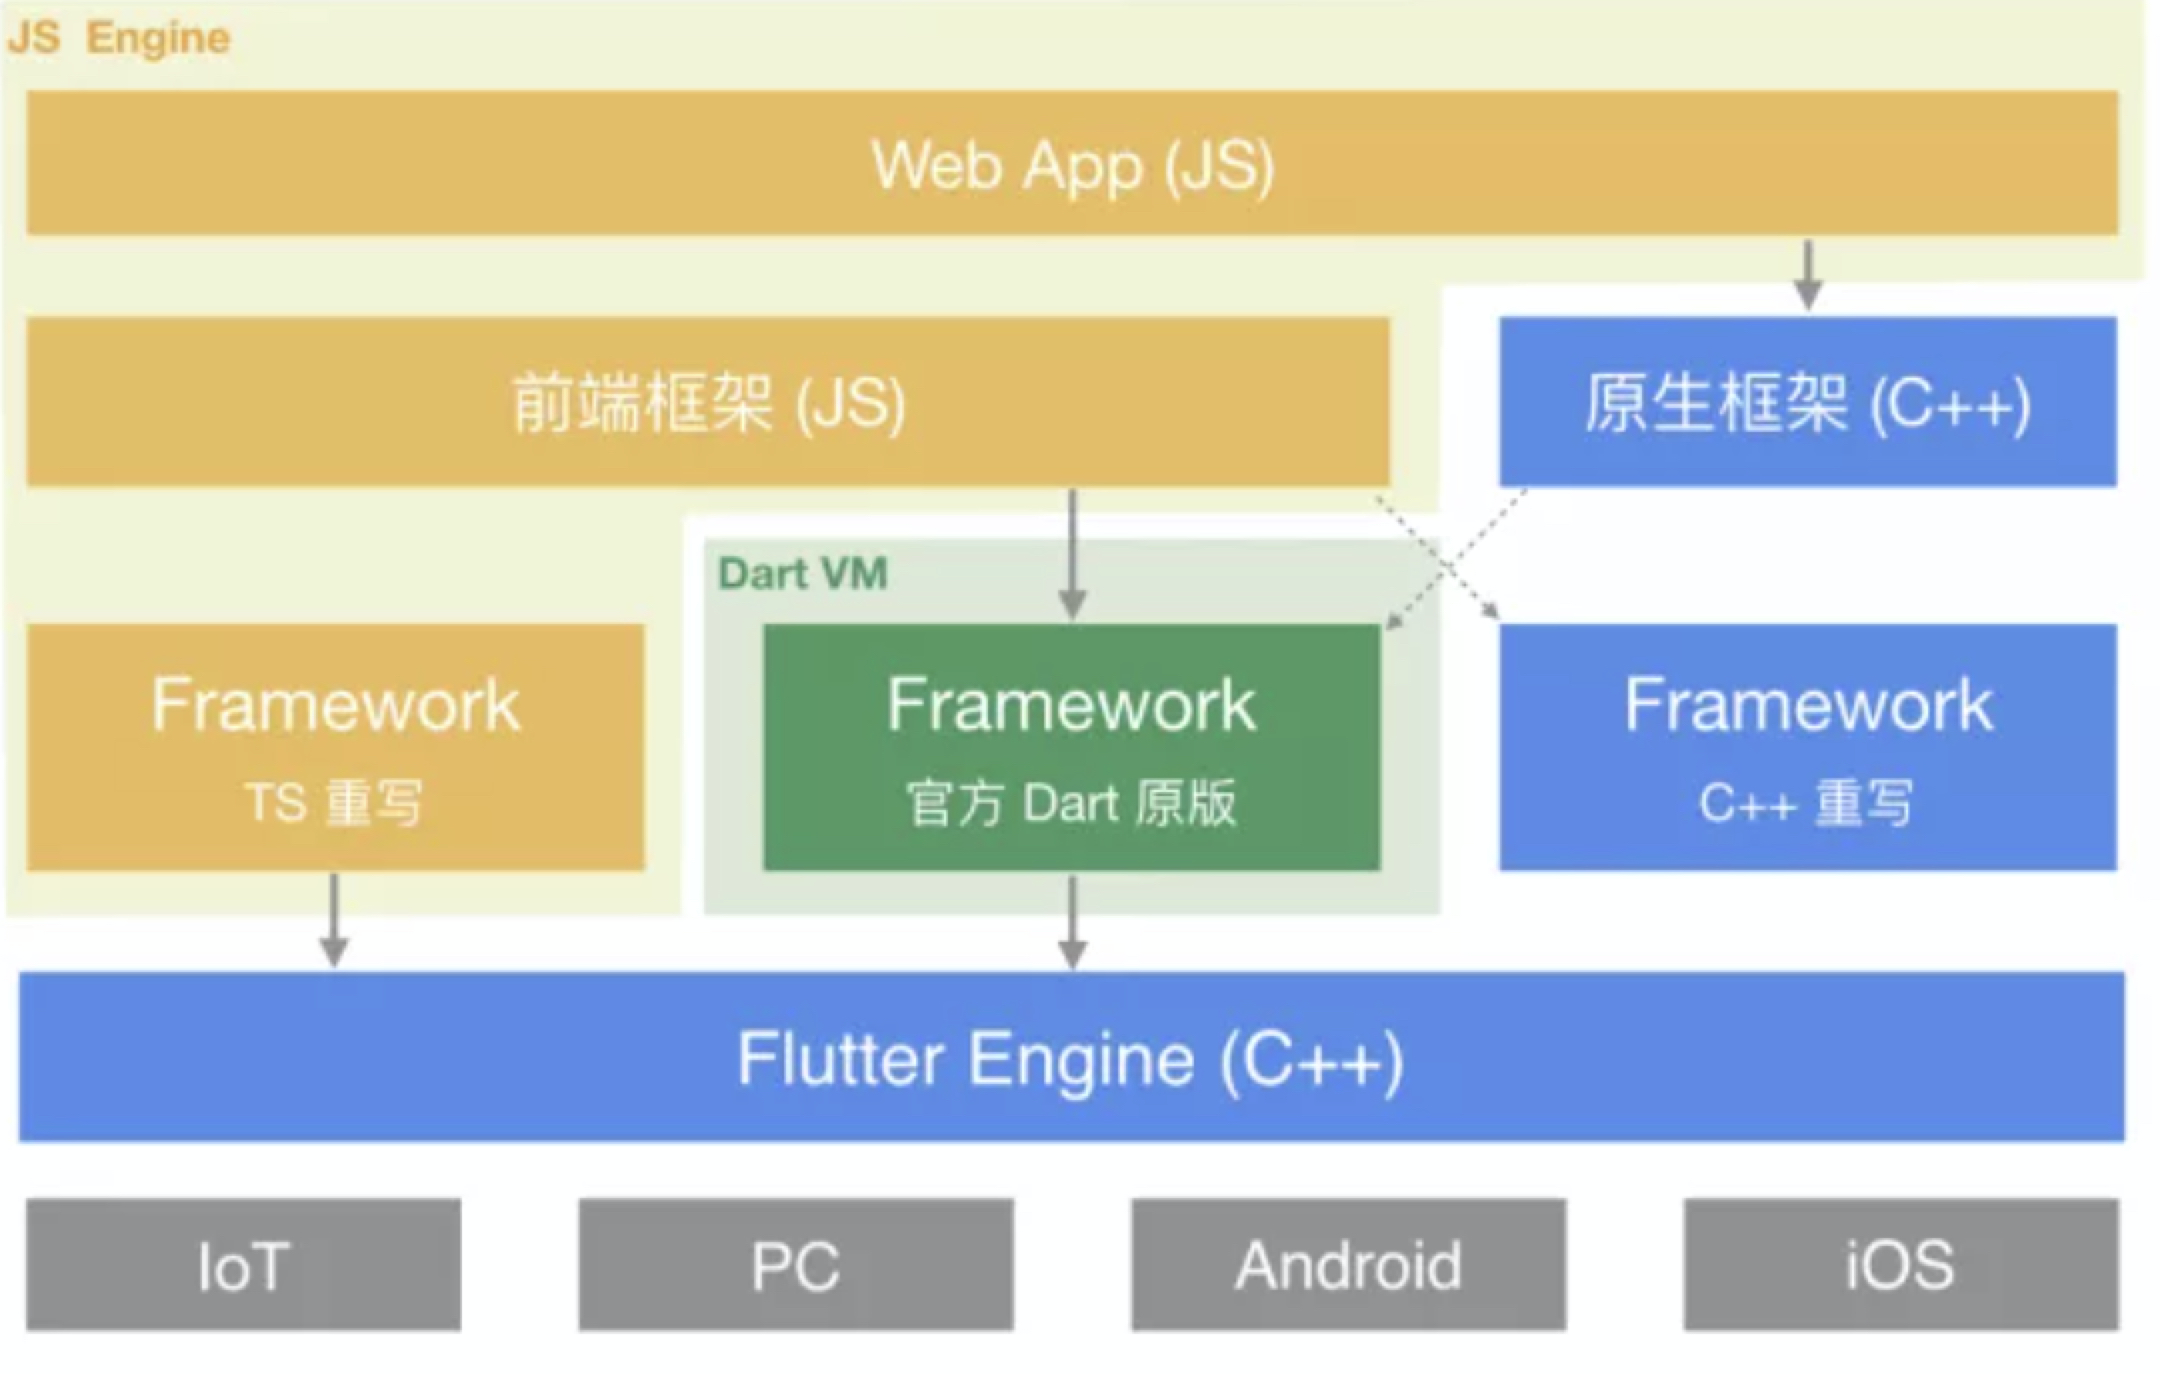 JS Engine
Web App (JS)
前端框架 (JS)
原生框架 (C++)
Dart VM
Framework
TS 重写
Framework
官方 Dart 原版
Framework
C++ 重写
Flutter Engine (C++)
IoT
PC
Android
iOS